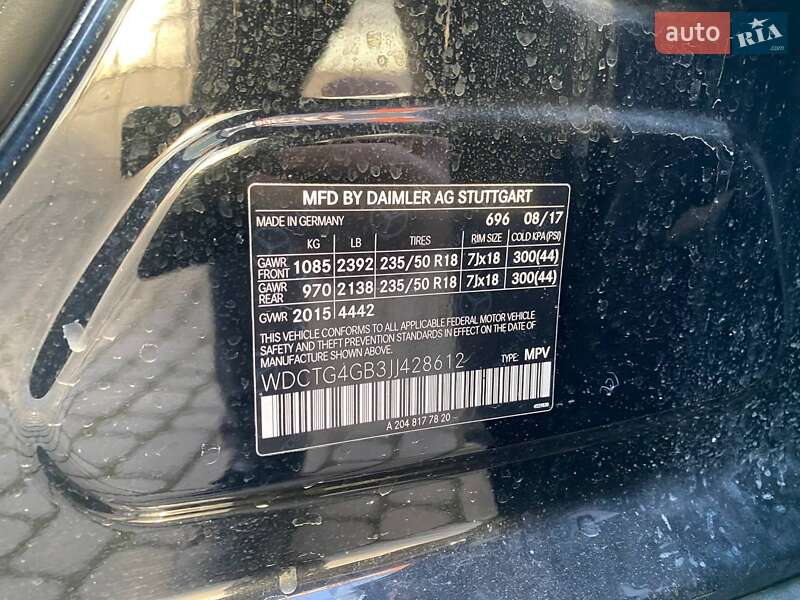 auto RIA
.com
MFD BY DAIMLER AG STUTTGART
MADE IN GERMANY 696 08/17
KG LB TIRES RIM SIZE COLD KPA(PSI)
GAWR FRONT 1085 2392 235/50 R18 7Jx18 300(44)
GAWR REAR 970 2138 235/50 R18 7Jx18 300(44)
GVWR 2015 4442
THIS VEHICLE CONFORMS TO ALL APPLICABLE FEDERAL MOTOR VEHICLE
SAFETY AND THEFT PREVENTION STANDARDS IN EFFECT ON THE DATE OF
MANUFACTURE SHOWN ABOVE.
WDCTG4GB3JJ428612 TYPE: MPV
A 204 817 78 20